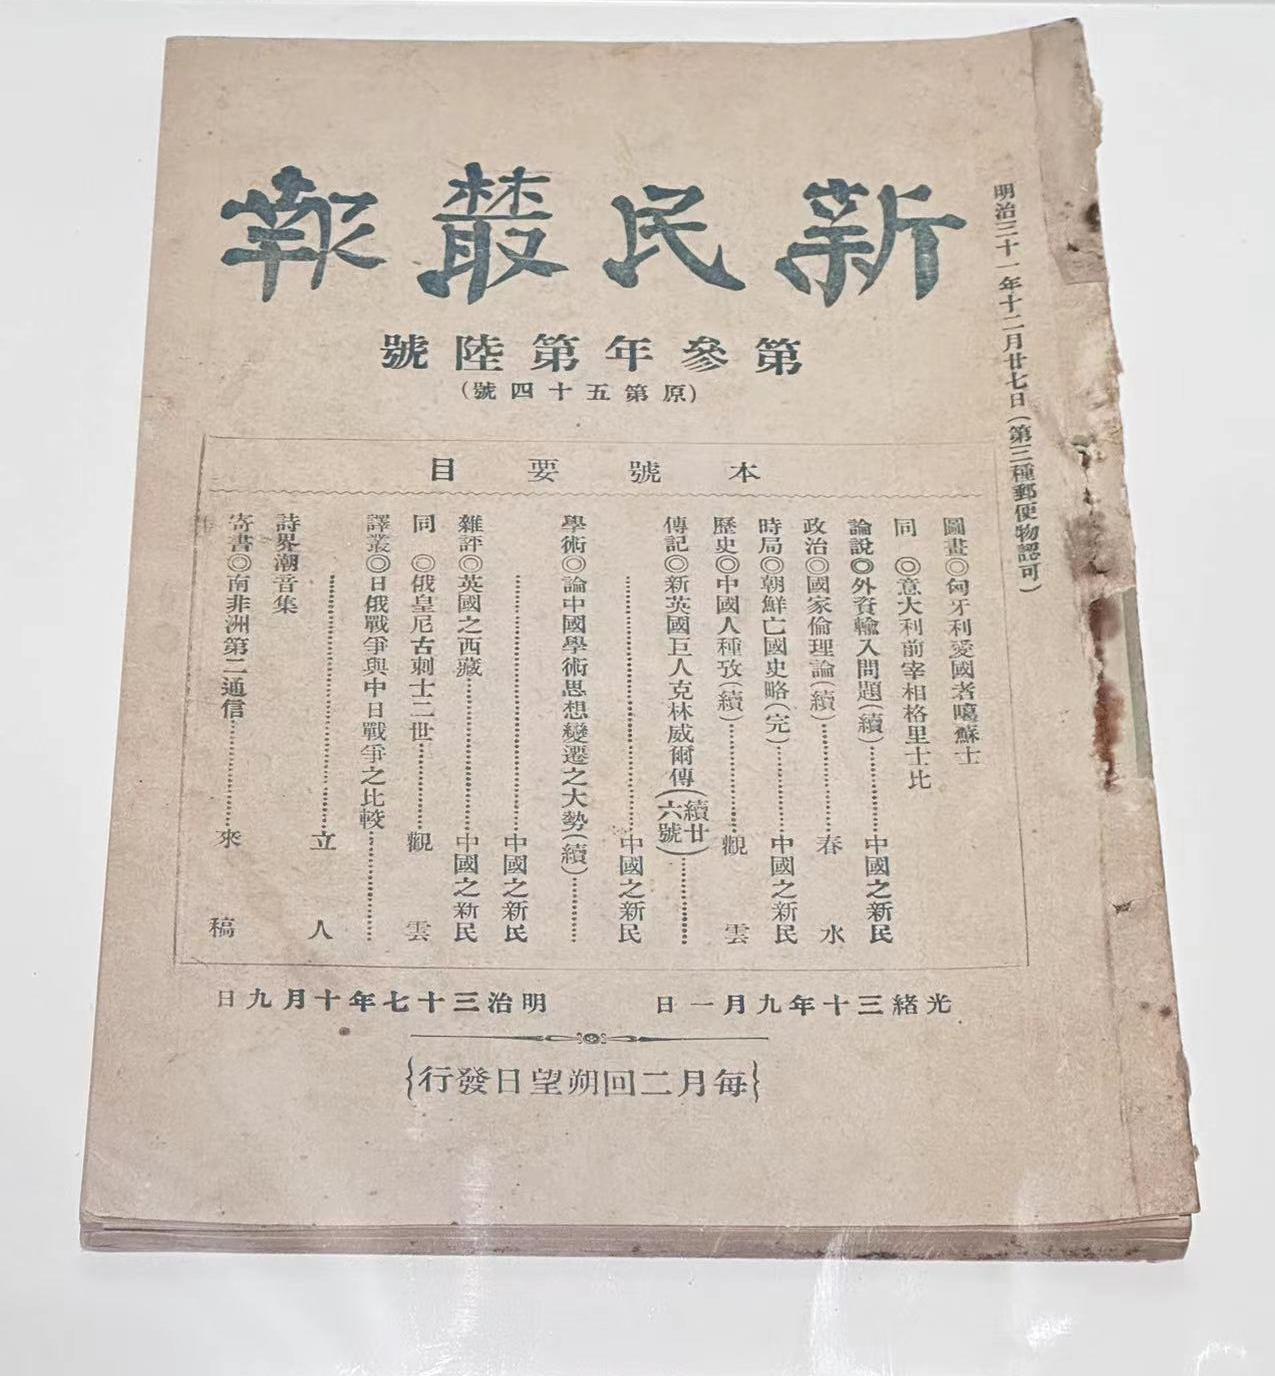 明治三十一年十二月廿七日(第三種郵便物認可)
新民叢報
第參年第陸號
(原第五十四號)
本號要目
圖畫◎匈牙利愛國者噶蘇士
同 ◎意大利前宰相格里士比
論說◎外資輸入問題(續)………中國之新民
政治◎國家倫理論(續)………春水
時局◎朝鮮亡國史略(完)………中國之新民
歷史◎中國人種攷(續)………觀雲
傳記◎新英國巨人克林威爾傳(續廿六號)………
………中國之新民
學術◎論中國學術思想變遷之大勢(續)………
………中國之新民
雜評◎英國之西藏………中國之新民
同 ◎俄皇尼古刺士二世………觀雲
譯叢◎日俄戰爭與中日戰爭之比較………
………立人
詩界潮音集
寄書◎南非洲第二通信………來稿
光緒三十年九月一日
明治三十七年十月九日
{每月二回朔望日發行}